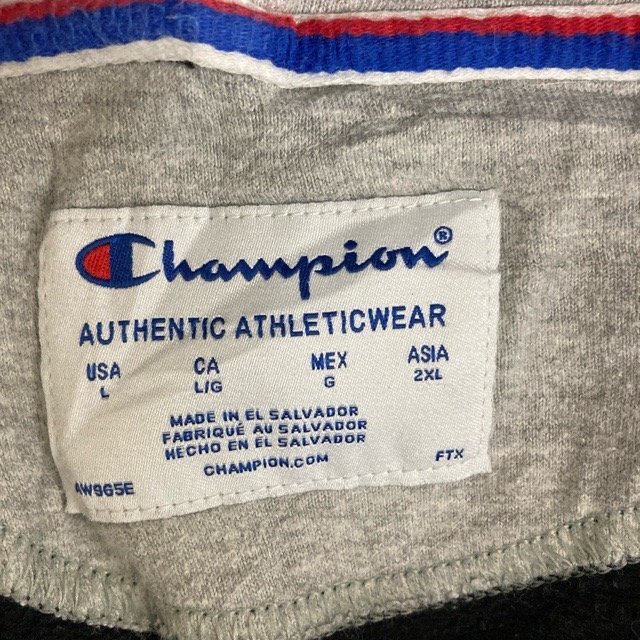 Champion®
AUTHENTIC ATHLETICWEAR
USA CA MEX ASIA
L L/G G 2XL
MADE IN EL SALVADOR
FABRIQUÉ AU SALVADOR
HECHO EN EL SALVADOR
CHAMPION.COM
FTX